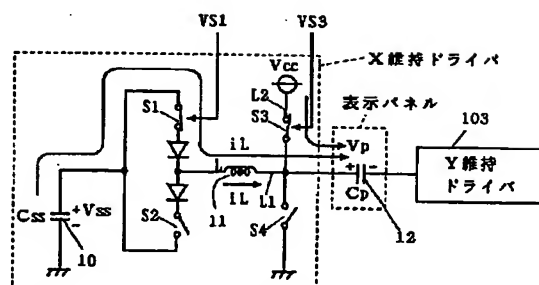 VS1
VS3
X維持ドライバ
Vcc
L2
S1
S3
表示パネル
103
iL
Vp
+ -
Y維持
ドライバ
Css
+
Vss
-
S2
11
iL
L1
Cp
S4
10
12